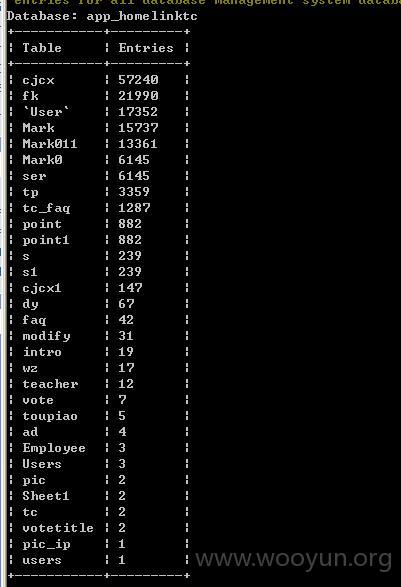 entries for all database management system datab
Database: app_homelinktc
+------------+---------+
| Table | Entries |
+------------+---------+
| cjcx | 57240 |
| fk | 21990 |
| `User` | 17352 |
| Mark | 15737 |
| Mark011 | 13361 |
| Mark0 | 6145 |
| ser | 6145 |
| tp | 3359 |
| tc_faq | 1287 |
| point | 882 |
| point1 | 882 |
| s | 239 |
| s1 | 239 |
| cjcx1 | 147 |
| dy | 67 |
| faq | 42 |
| modify | 31 |
| intro | 19 |
| wz | 17 |
| teacher | 12 |
| vote | 7 |
| toupiao | 5 |
| ad | 4 |
| Employee | 3 |
| Users | 3 |
| pic | 2 |
| Sheet1 | 2 |
| tc | 2 |
| votetitle | 2 |
| pic_ip | 1 |
| users | 1 |
+------------+---------+
www.wooyun.org